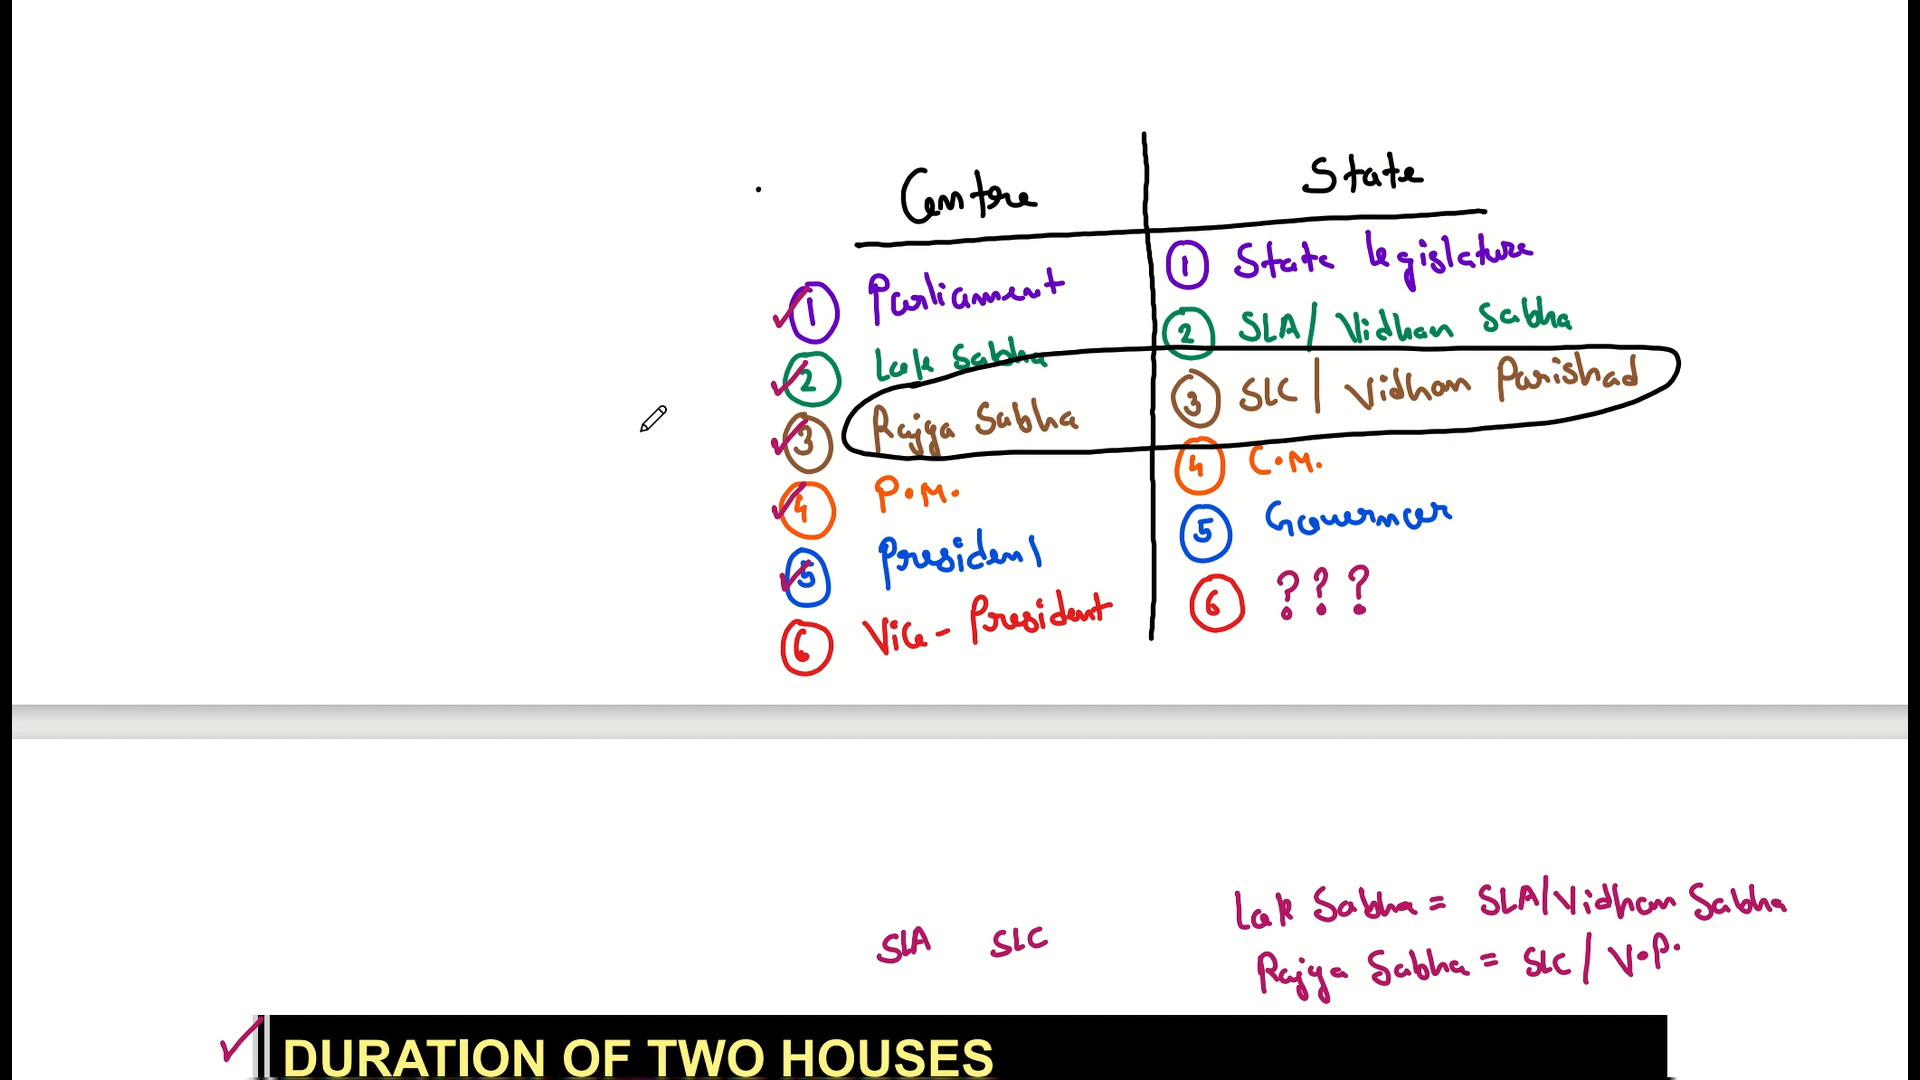 Centre State
① Parliament ① State legislature
② Lok Sabha ② SLA/ Vidhan Sabha
③ Rajya Sabha ③ SLC / Vidhan Parishad
④ P.M. ④ C.M.
⑤ President ⑤ Governor
⑥ Vice-President ⑥ ???
SLA SLC
Lok Sabha = SLA/Vidhan Sabha
Rajya Sabha = SLC / V.P.
DURATION OF TWO HOUSES